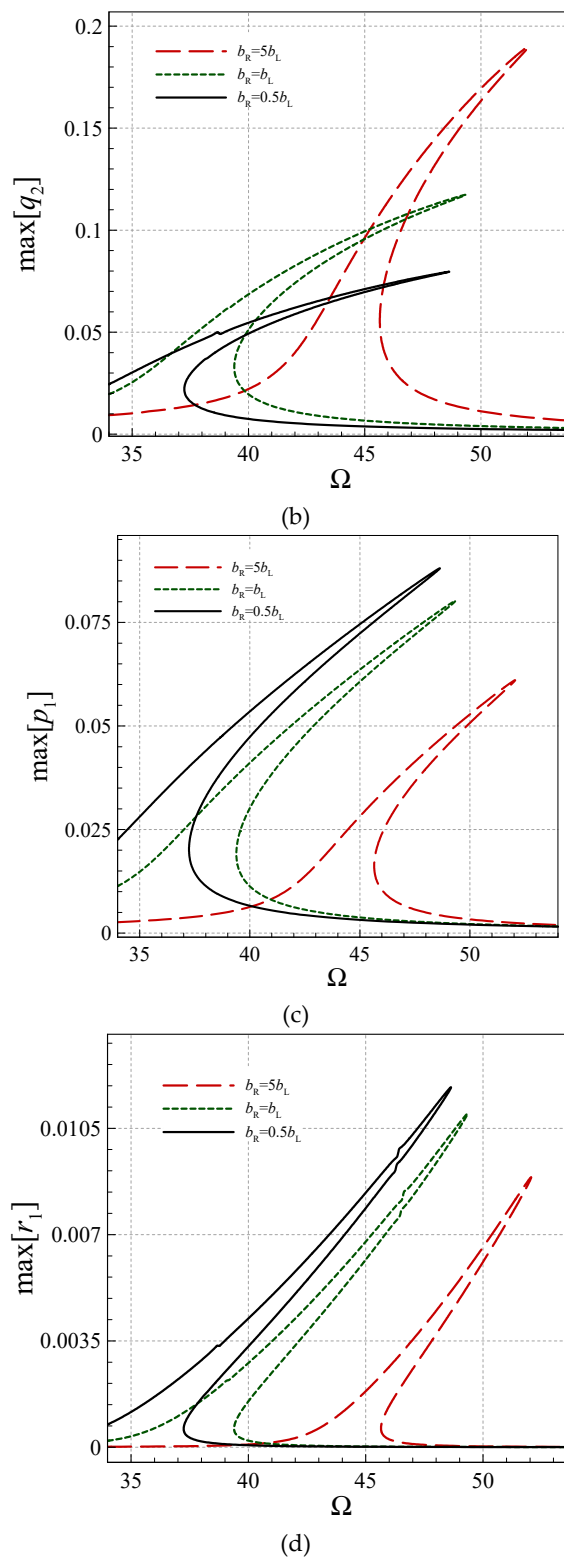 0.2
0.15
0.1
0.05
0
max[q₂]
b_R=5b_L
b_R=b_L
b_R=0.5b_L
35 40 45 50
Ω
(b)
0.075
0.05
0.025
0
max[p₁]
b_R=5b_L
b_R=b_L
b_R=0.5b_L
35 40 45 50
Ω
(c)
0.0105
0.007
0.0035
0
max[r₁]
b_R=5b_L
b_R=b_L
b_R=0.5b_L
35 40 45 50
Ω
(d)